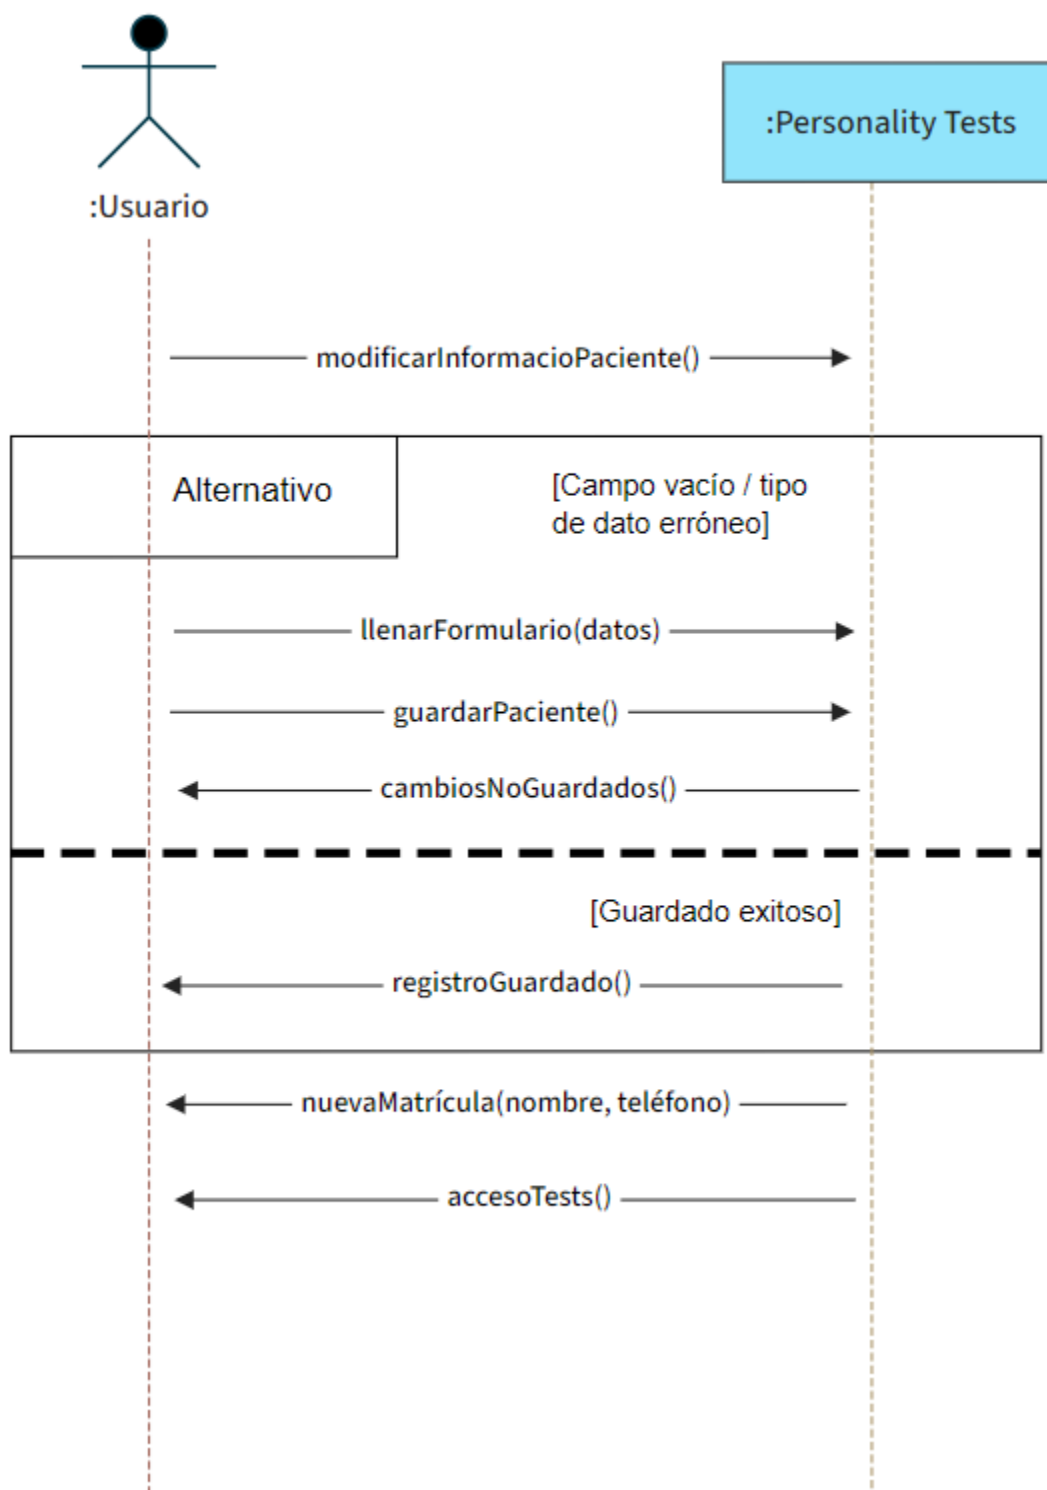 :Personality Tests
:Usuario
modificarInformacioPaciente()
Alternativo
[Campo vacío / tipo
de dato erróneo]
llenarFormulario(datos)
guardarPaciente()
cambiosNoGuardados()
[Guardado exitoso]
registroGuardado()
nuevaMatrícula(nombre, teléfono)
accesoTests()